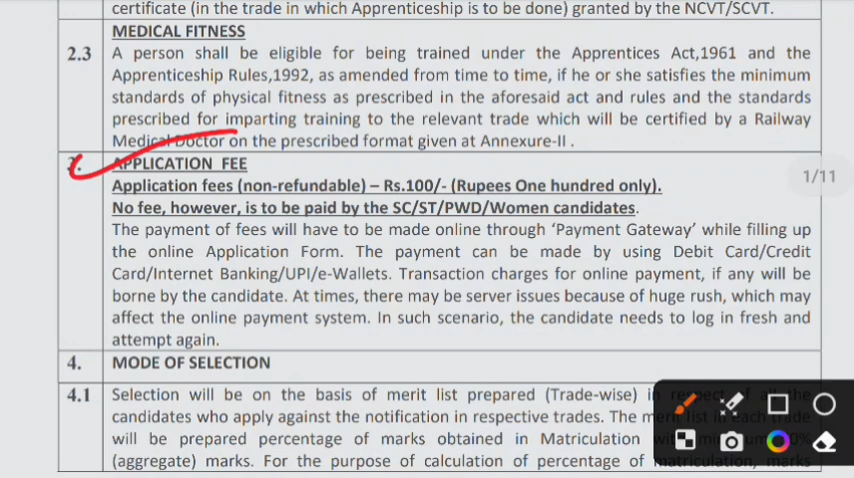 certificate (in the trade in which Apprenticeship is to be done) granted by the NCVT/SCVT.
MEDICAL FITNESS
2.3 A person shall be eligible for being trained under the Apprentices Act,1961 and the
Apprenticeship Rules,1992, as amended from time to time, if he or she satisfies the minimum
standards of physical fitness as prescribed in the aforesaid act and rules and the standards
prescribed for imparting training to the relevant trade which will be certified by a Railway
Medical Doctor on the prescribed format given at Annexure-II .
APPLICATION FEE
1/11
Application fees (non-refundable) – Rs.100/- (Rupees One hundred only).
No fee, however, is to be paid by the SC/ST/PWD/Women candidates.
The payment of fees will have to be made online through ‘Payment Gateway’ while filling up
the online Application Form. The payment can be made by using Debit Card/Credit
Card/Internet Banking/UPI/e-Wallets. Transaction charges for online payment, if any will be
borne by the candidate. At times, there may be server issues because of huge rush, which may
affect the online payment system. In such scenario, the candidate needs to log in fresh and
attempt again.
4. MODE OF SELECTION
4.1 Selection will be on the basis of merit list prepared (Trade-wise) in respect of all the
candidates who apply against the notification in respective trades. The merit list in each trade
will be prepared percentage of marks obtained in Matriculation
(aggregate) marks. For the purpose of calculation of percentage of matriculation, marks